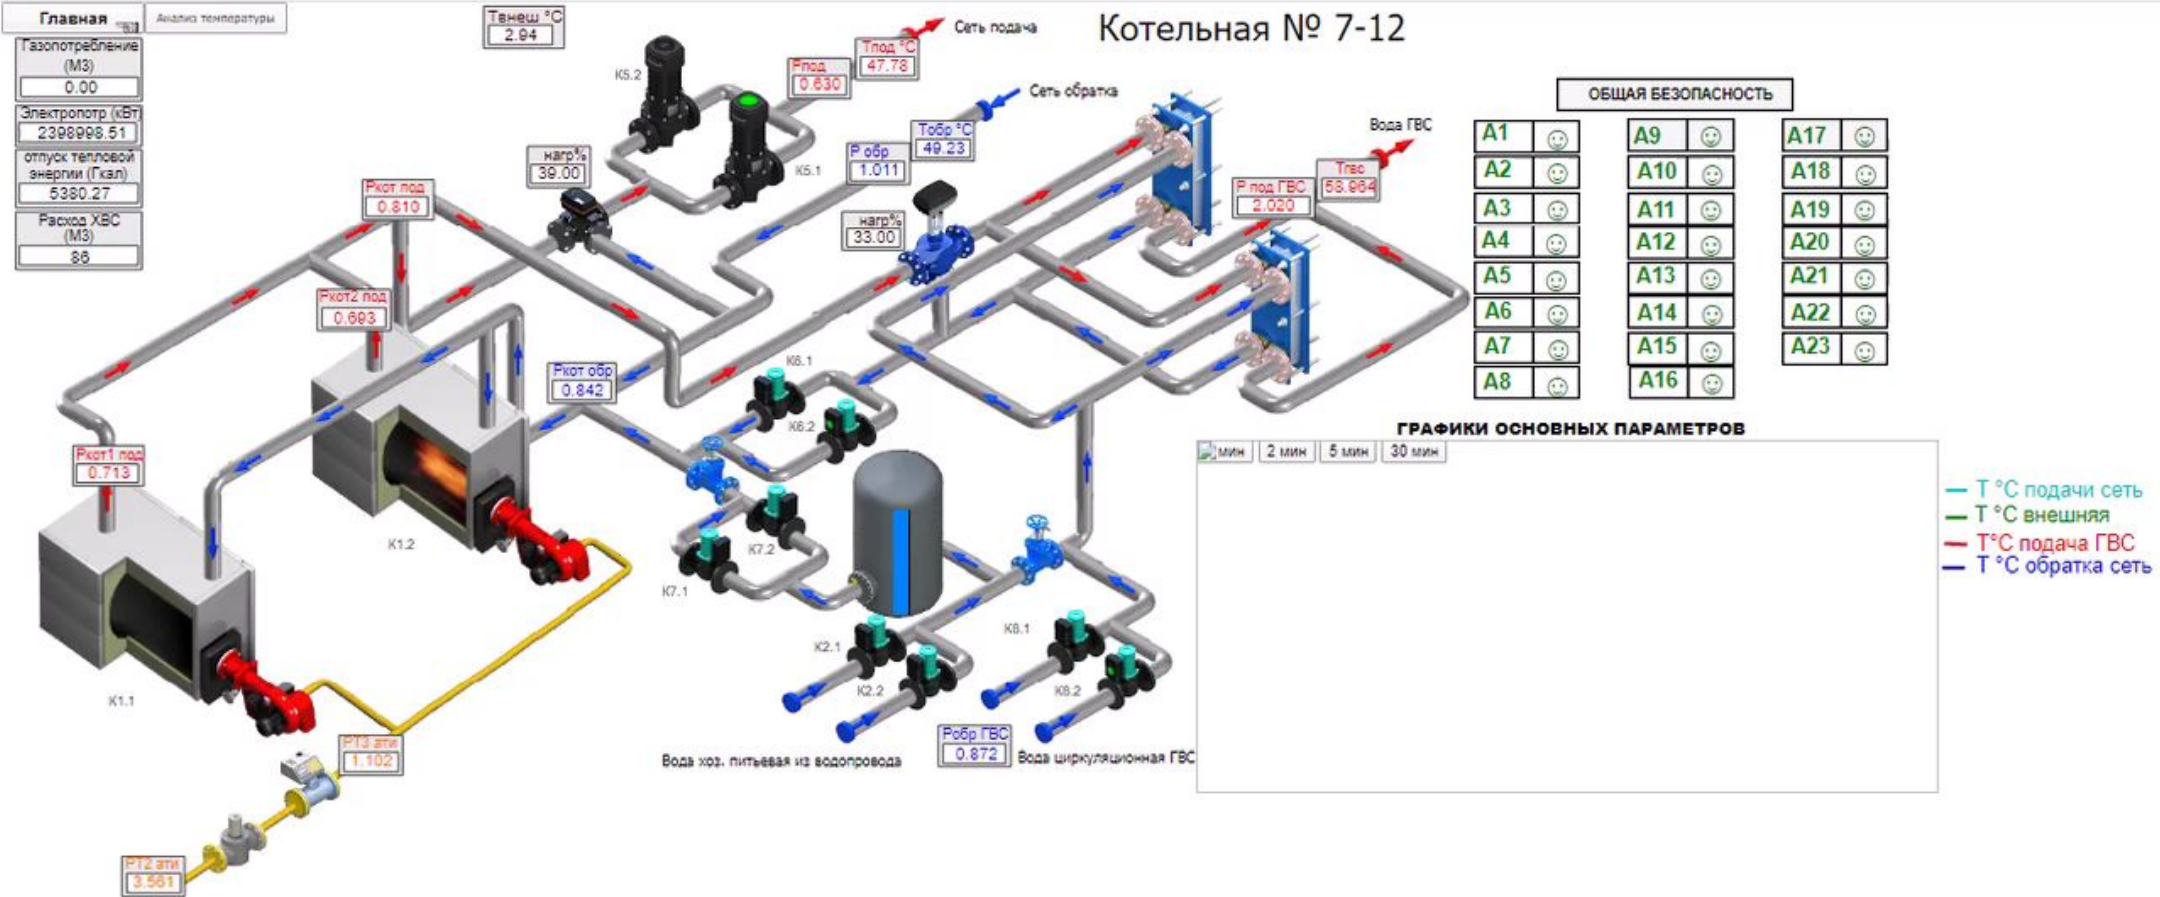 Главная
Анализ температуры
Котельная № 7-12
Газопотребление
(М3)
0.00
Электропотр (кВт)
2398998.51
отпуск тепловой
энергии (Гкал)
5380.27
Расход ХВС
(М3)
86
Твнеш °С
2.94
К5.2
К5.1
Рпод
0.630
Тпод °С
47.78
Сеть подача
Сеть обратка
Тобр °С
49.23
Р обр
1.011
нагр%
39.00
нагр%
33.00
Ркот под
0.810
Ркот2 под
0.693
Ркот обр
0.842
Ркот1 под
0.713
Вода ГВС
Тгвс
Р под ГВС
2.020
К6.1
К6.2
К7.2
К7.1
К1.2
К1.1
К2.1
К2.2
К8.1
К8.2
РТ3 ати
1.102
РТ2 ати
3.561
Робр ГВС
0.872
Вода хоз. питьевая из водопровода
Вода циркуляционная ГВС
ОБЩАЯ БЕЗОПАСНОСТЬ
А1
А2
А3
А4
А5
А6
А7
А8
А9
А10
А11
А12
А13
А14
А15
А16
А17
А18
А19
А20
А21
А22
А23
ГРАФИКИ ОСНОВНЫХ ПАРАМЕТРОВ
мин 2 мин 5 мин 30 мин
Т °С подачи сеть
Т °С внешняя
Т°С подача ГВС
Т °С обратка сеть